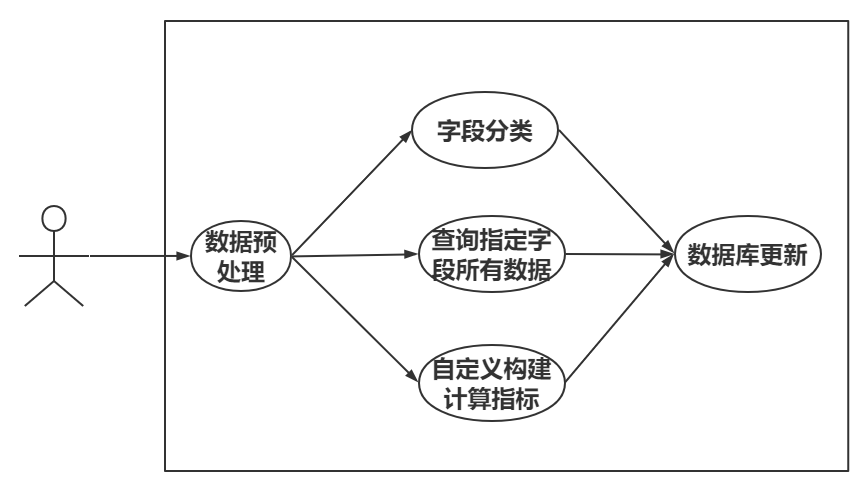 字段分类
数据预
处理
查询指定字
段所有数据
数据库更新
自定义构建
计算指标